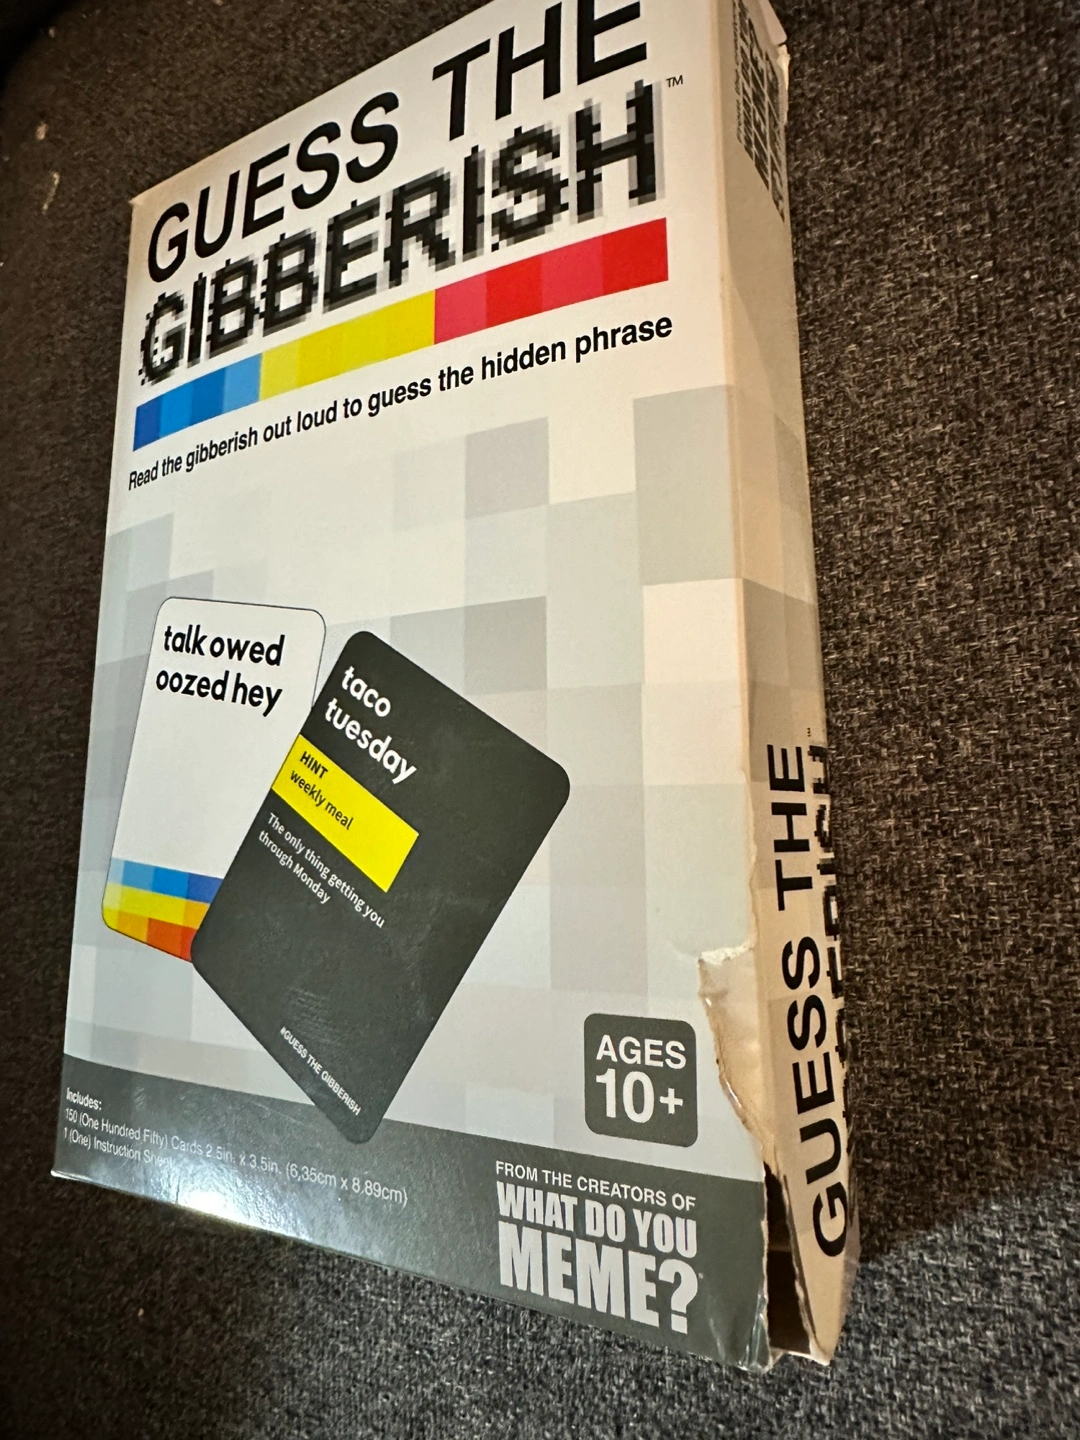 GUESS THE
GIBBERISH™
Read the gibberish out loud to guess the hidden phrase
talk owed
oozed hey
taco
tuesday
HINT
weekly meal
The only thing getting you
through Monday
#GUESS THE GIBBERISH
AGES
10+
Includes:
150 (One Hundred Fifty) Cards 2.5in. x 3.5in. (6,35cm x 8.89cm)
1 (One) Instruction Sheet
FROM THE CREATORS OF
WHAT DO YOU
MEME?
GUESS THE
GIBBERISH